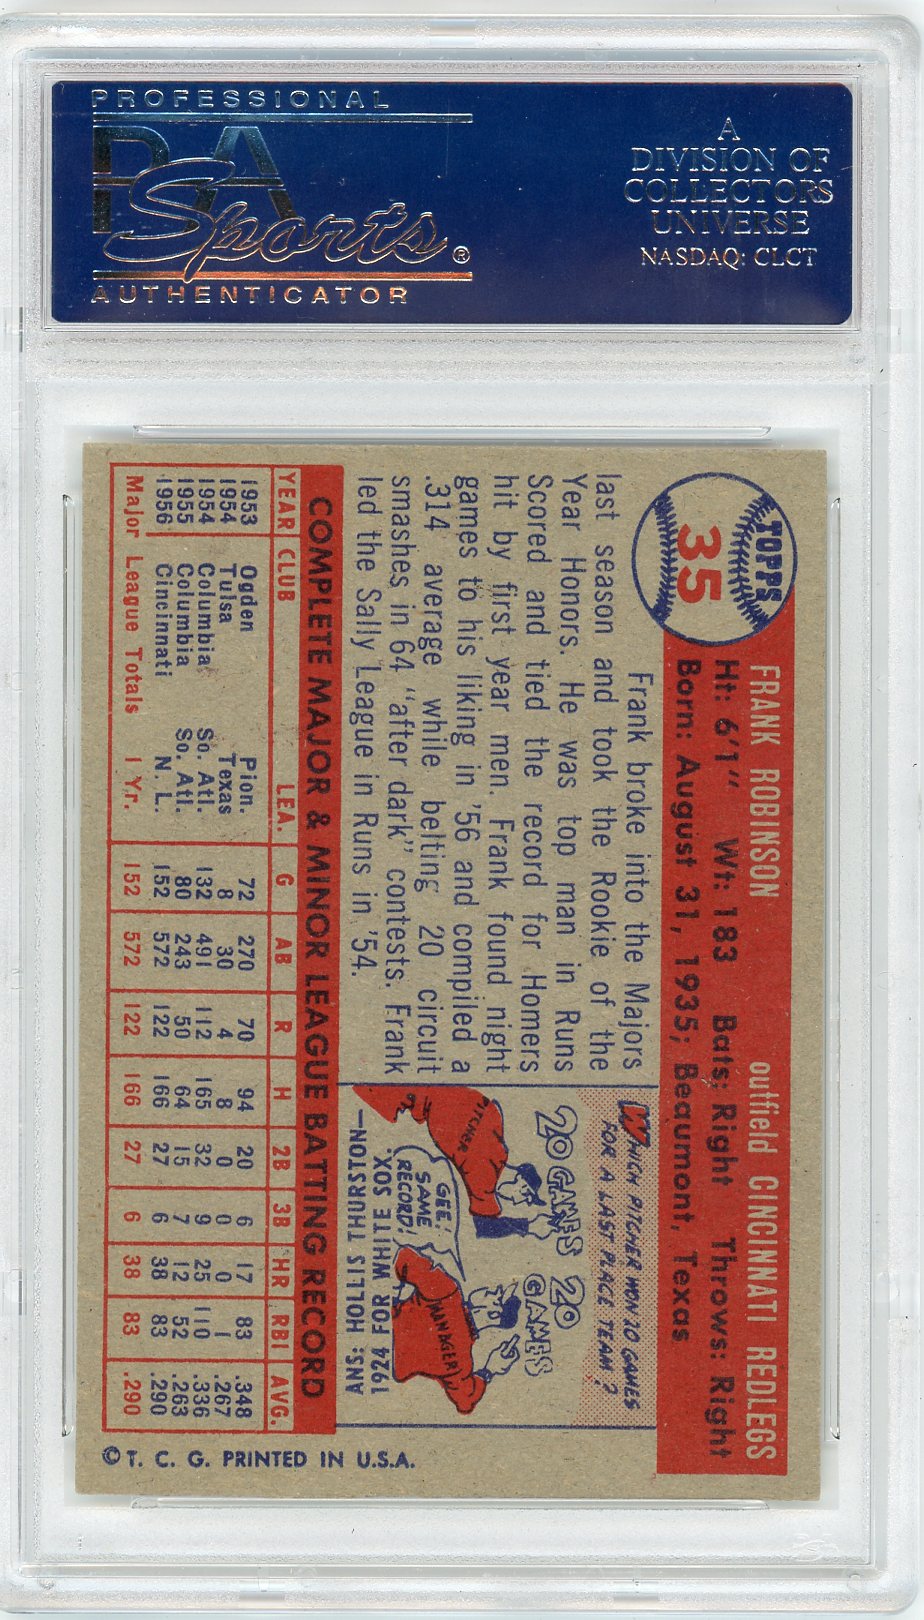 PROFESSIONAL
PSA
Sports®
AUTHENTICATOR
A
DIVISION OF
COLLECTORS
UNIVERSE
NASDAQ: CLCT
TOPPS
35
FRANK ROBINSON outfield CINCINNATI REDLEGS
Ht: 6'1" Wt: 183 Bats: Right Throws: Right
Born: August 31, 1935; Beaumont, Texas
Frank broke into the Majors
last season and took the Rookie of the
Year Honors. He was top man in Runs
Scored and tied the record for Homers
hit by first year men. Frank found night
games to his liking in '56 and compiled a
.314 average while belting 20 circuit
smashes in 64 "after dark" contests. Frank
led the Sally League in Runs in '54.
WHICH PITCHER WON 20 GAMES
FOR A LAST PLACE TEAM?
20 GAMES
20 GAMES
PITCHER
GEE!
SAME
RECORD!
MANAGER
ANS: HOLLIS THURSTON—
1924 FOR WHITE SOX.
COMPLETE MAJOR & MINOR LEAGUE BATTING RECORD
YEAR CLUB LEA. G AB R H 2B 3B HR RBI AVG.
1953 Ogden Pion. 72 270 70 94 20 6 17 83 .348
1954 Tulsa Texas 8 30 4 8 0 0 0 1 .267
1954 Columbia So. Atl. 132 491 112 165 32 9 25 110 .336
1955 Columbia So. Atl. 80 243 50 64 15 7 12 52 .263
1956 Cincinnati N. L. 152 572 122 166 27 6 38 83 .290
Major League Totals 1 Yr. 152 572 122 166 27 6 38 83 .290
© T. C. G. PRINTED IN U.S.A.